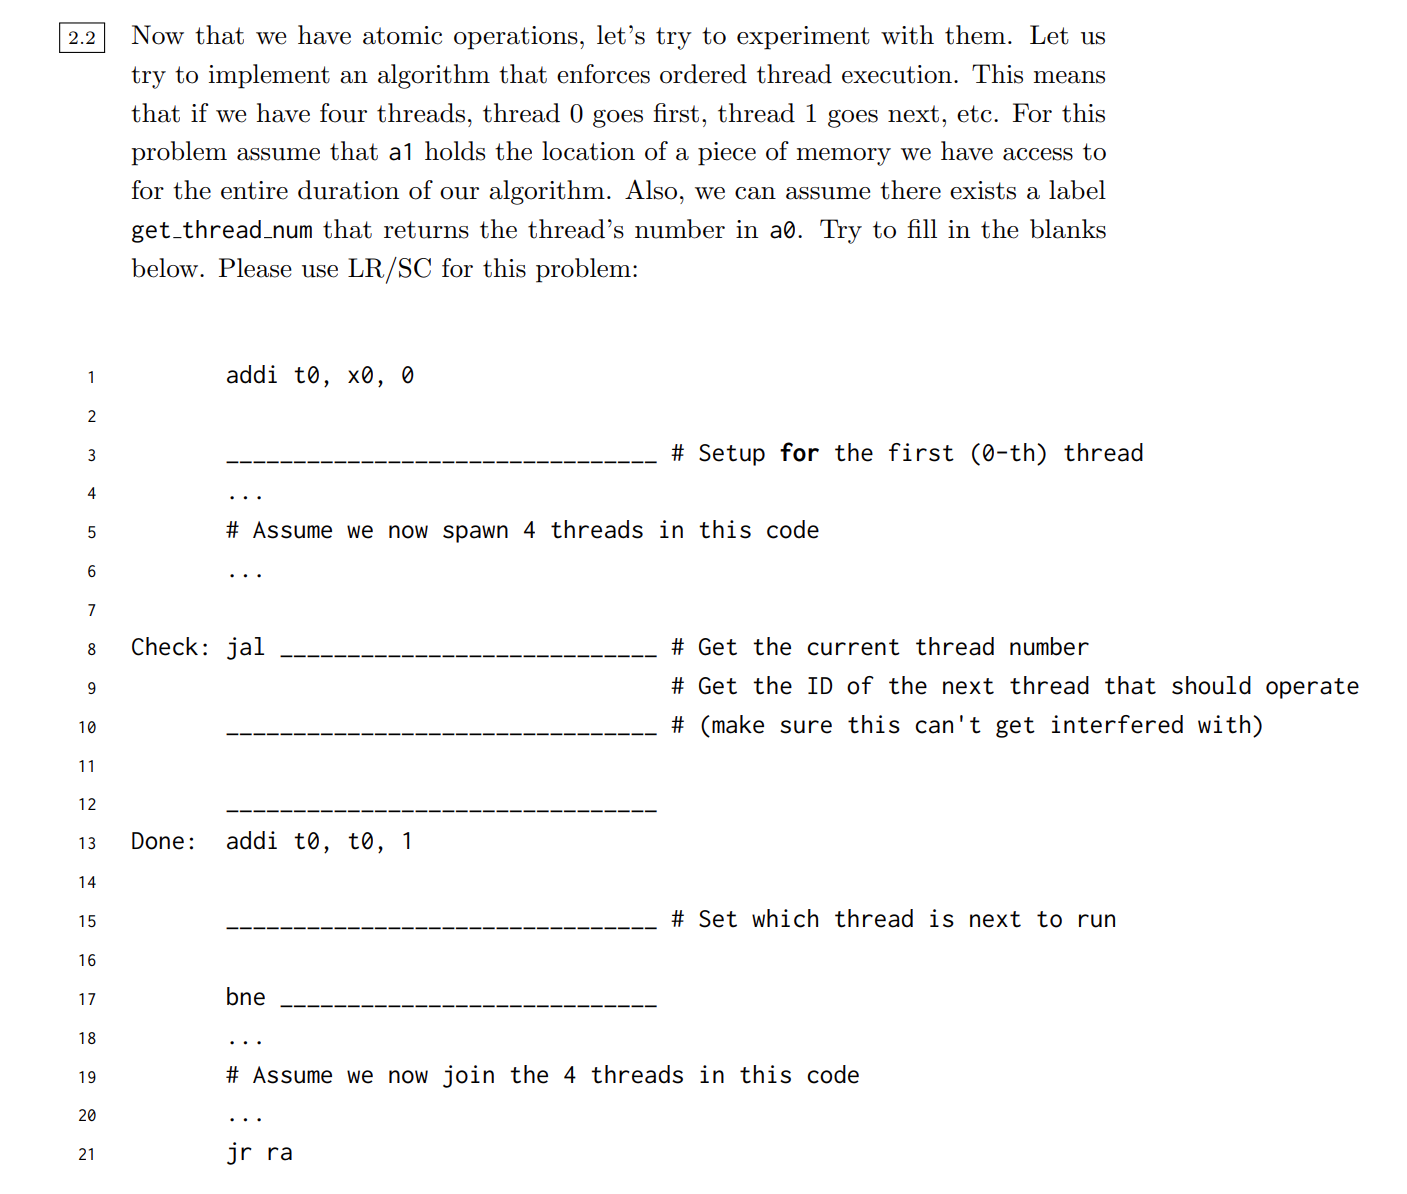 2.2 Now that we have atomic operations, let's try to experiment with them. Let us
try to implement an algorithm that enforces ordered thread execution. This means
that if we have four threads, thread 0 goes first, thread 1 goes next, etc. For this
problem assume that a1 holds the location of a piece of memory we have access to
for the entire duration of our algorithm. Also, we can assume there exists a label
get_thread_num that returns the thread's number in a0. Try to fill in the blanks
below. Please use LR/SC for this problem:
1 addi t0, x0, 0
2
3 ________________________________ # Setup for the first (0-th) thread
4 ...
5 # Assume we now spawn 4 threads in this code
6 ...
7
8 Check: jal ____________________________ # Get the current thread number
9 # Get the ID of the next thread that should operate
10 ________________________________ # (make sure this can't get interfered with)
11
12 ________________________________
13 Done: addi t0, t0, 1
14
15 ________________________________ # Set which thread is next to run
16
17 bne ____________________________
18 ...
19 # Assume we now join the 4 threads in this code
20 ...
21 jr ra